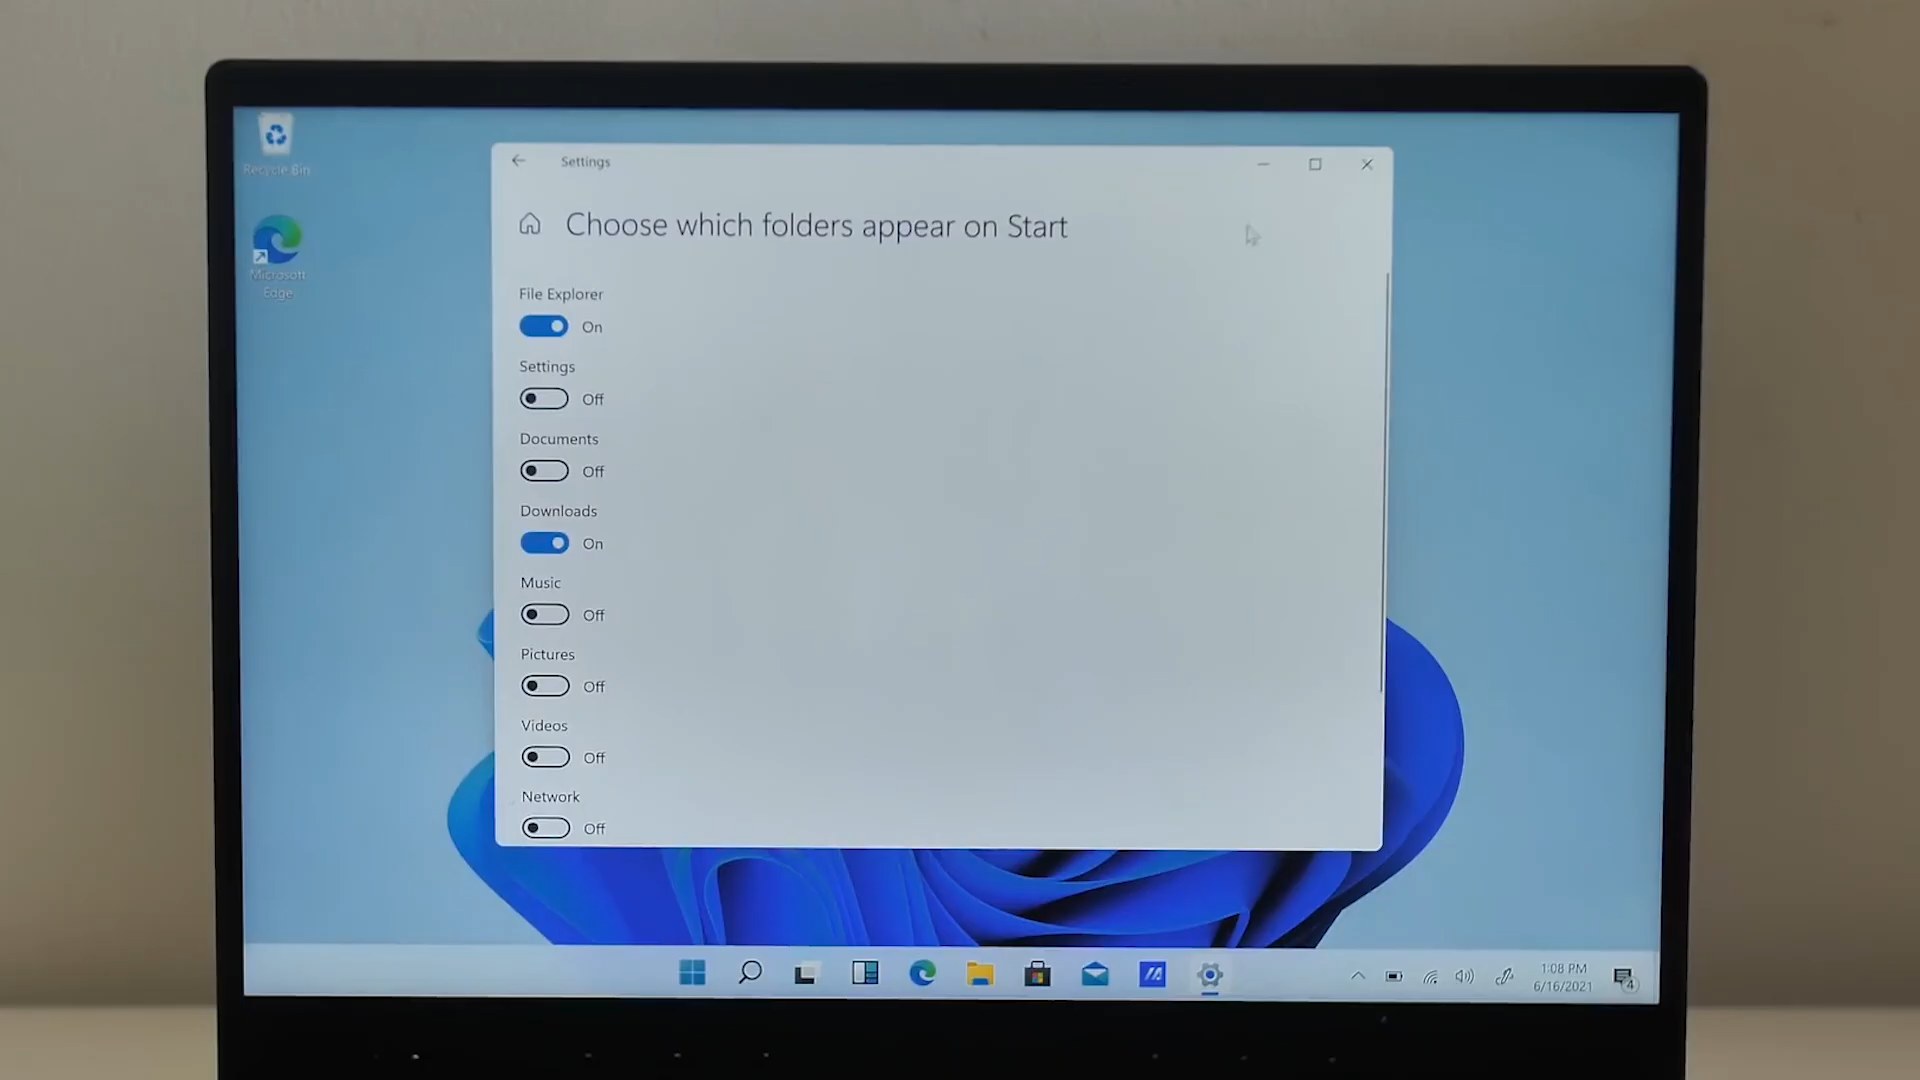 Recycle Bin
Microsoft
Edge
Settings
Choose which folders appear on Start
File Explorer
On
Settings
Off
Documents
Off
Downloads
On
Music
Off
Pictures
Off
Videos
Off
Network
Off
1:08 PM
6/16/2021
4